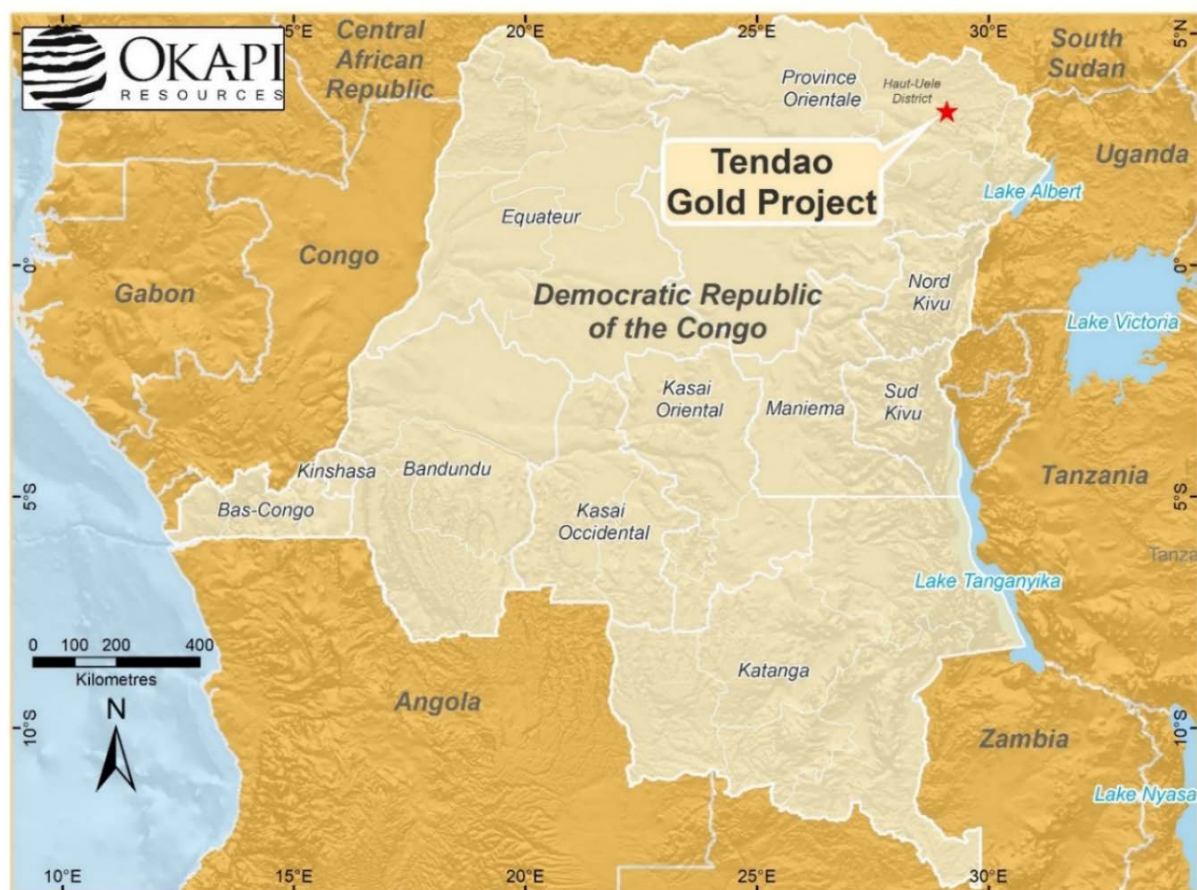 15°E
20°E
25°E
30°E
OKAPI
RESOURCES
Central
African
Republic
South
Sudan
5°N
Province
Orientale
Haut-Uele
District
Tendao
Gold Project
Uganda
Lake Albert
Equateur
Congo
Gabon
0°
0°
Democratic Republic
of the Congo
Nord
Kivu
Lake Victoria
Kasai
Oriental
Maniema
Sud
Kivu
Kinshasa
Bandundu
Bas-Congo
Kasai
Occidental
Tanzania
5°S
5°S
Tanza
Lake Tanganyika
0 100 200 400
Kilometres
N
Katanga
Angola
Zambia
10°S
10°S
Lake Nyasa
10°E
15°E
20°E
25°E
30°E